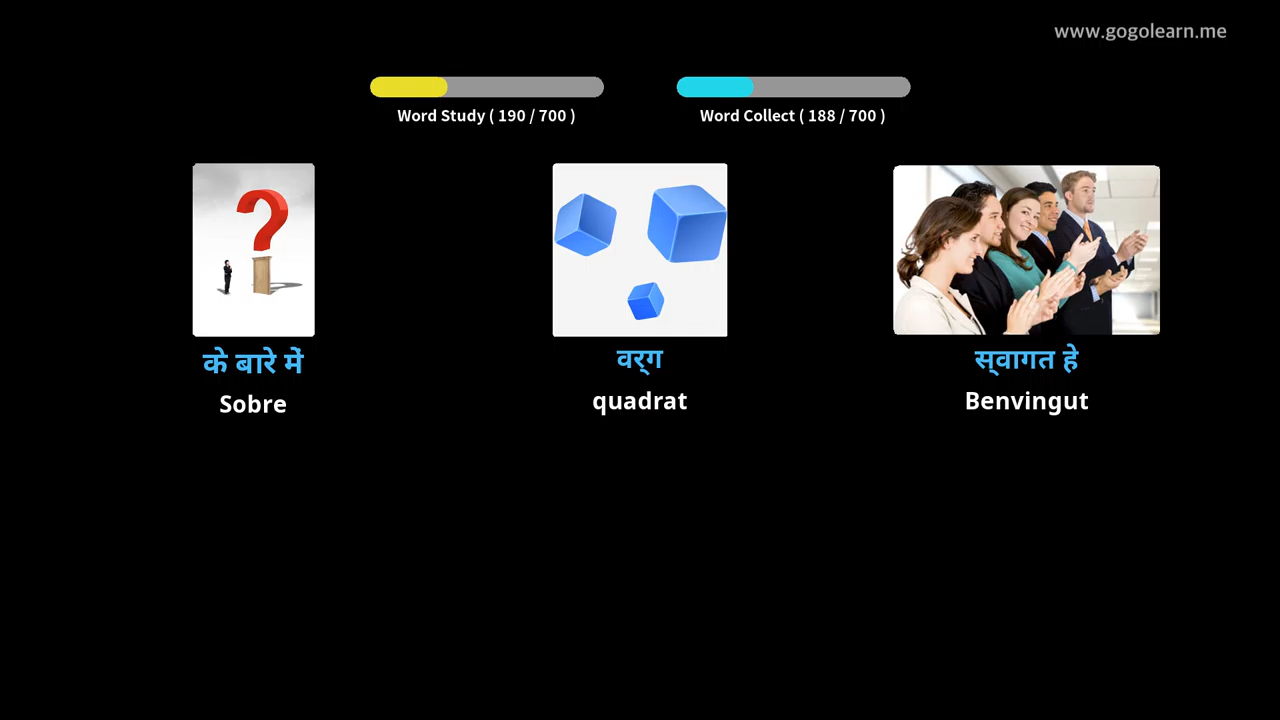 www.gogolearn.me
Word Study ( 190 / 700 )
Word Collect ( 188 / 700 )
के बारे में
Sobre
वर्ग
quadrat
स्वागत हे
Benvingut